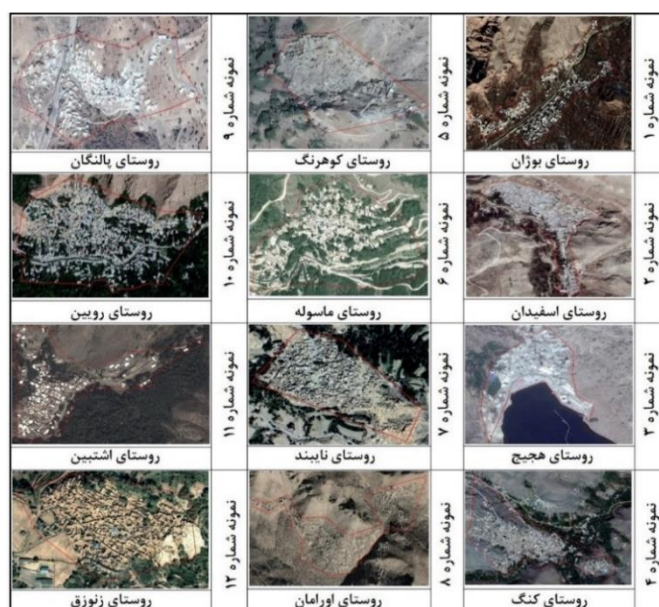 نمونه شماره ۱
روستای بوژان
نمونه شماره ۵
روستای کوهرنگ
نمونه شماره ۹
روستای پالنگان
نمونه شماره ۲
روستای اسفیدان
نمونه شماره ۶
روستای ماسوله
نمونه شماره ۱۰
روستای رویین
نمونه شماره ۳
روستای هجیج
نمونه شماره ۷
روستای نایبند
نمونه شماره ۱۱
روستای اشتبین
نمونه شماره ۴
روستای کنگ
نمونه شماره ۸
روستای اورامان
نمونه شماره ۱۲
روستای زنوزق